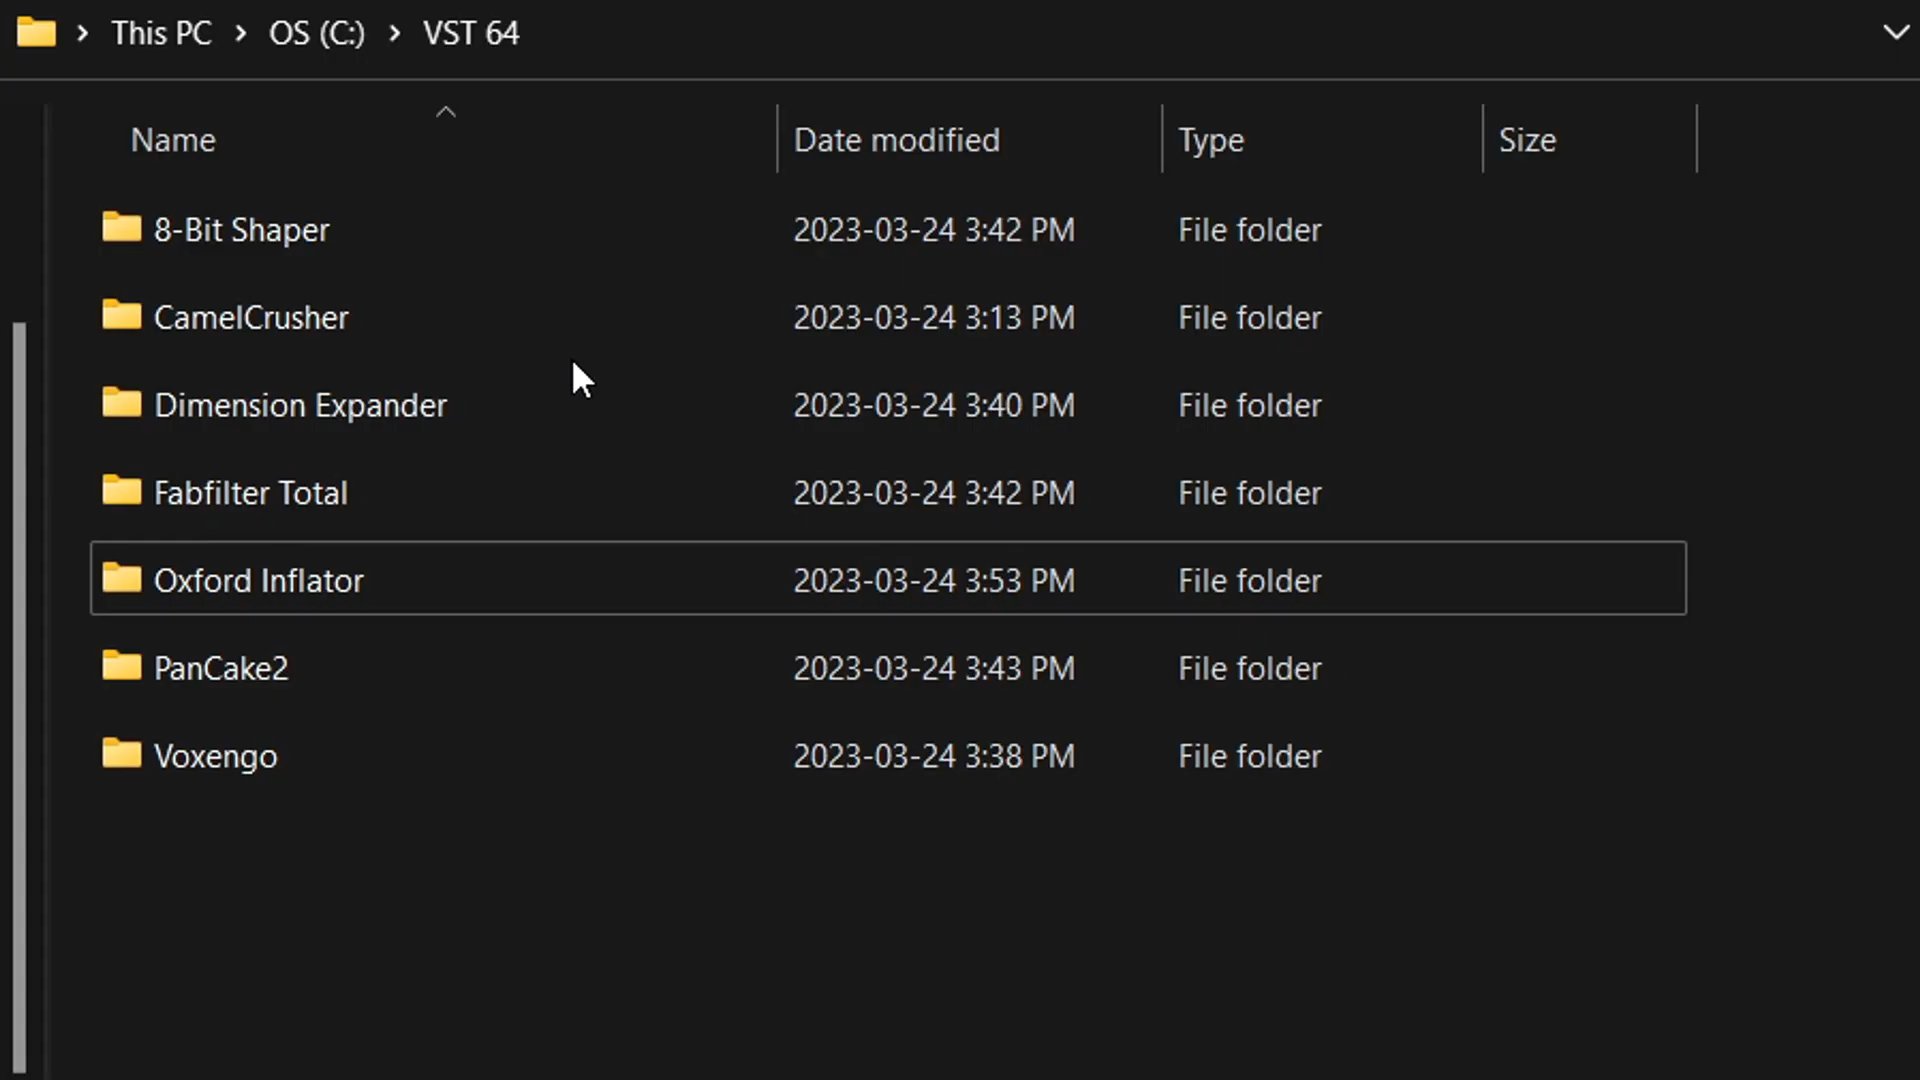 This PC > OS (C:) > VST 64
Name Date modified Type Size
8-Bit Shaper 2023-03-24 3:42 PM File folder
CamelCrusher 2023-03-24 3:13 PM File folder
Dimension Expander 2023-03-24 3:40 PM File folder
Fabfilter Total 2023-03-24 3:42 PM File folder
Oxford Inflator 2023-03-24 3:53 PM File folder
PanCake2 2023-03-24 3:43 PM File folder
Voxengo 2023-03-24 3:38 PM File folder